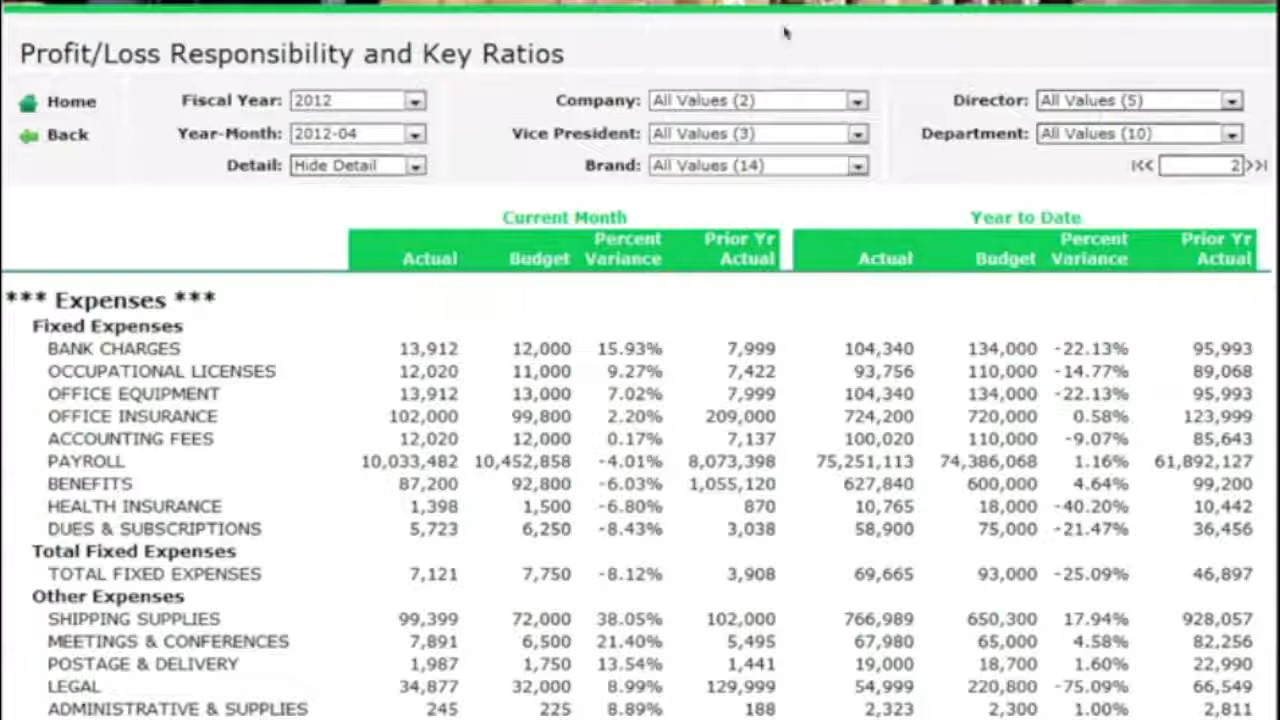 Profit/Loss Responsibility and Key Ratios
Home Fiscal Year: 2012 Company: All Values (2) Director: All Values (5)
Back Year-Month: 2012-04 Vice President: All Values (3) Department: All Values (10)
Detail: Hide Detail Brand: All Values (14) |<< 2 >>|
Current Month Year to Date
Percent Prior Yr Percent Prior Yr
Actual Budget Variance Actual Actual Budget Variance Actual
*** Expenses ***
Fixed Expenses
BANK CHARGES 13,912 12,000 15.93% 7,999 104,340 134,000 -22.13% 95,993
OCCUPATIONAL LICENSES 12,020 11,000 9.27% 7,422 93,756 110,000 -14.77% 89,068
OFFICE EQUIPMENT 13,912 13,000 7.02% 7,999 104,340 134,000 -22.13% 95,993
OFFICE INSURANCE 102,000 99,800 2.20% 209,000 724,200 720,000 0.58% 123,999
ACCOUNTING FEES 12,020 12,000 0.17% 7,137 100,020 110,000 -9.07% 85,643
PAYROLL 10,033,482 10,452,858 -4.01% 8,073,398 75,251,113 74,386,068 1.16% 61,892,127
BENEFITS 87,200 92,800 -6.03% 1,055,120 627,840 600,000 4.64% 99,200
HEALTH INSURANCE 1,398 1,500 -6.80% 870 10,765 18,000 -40.20% 10,442
DUES & SUBSCRIPTIONS 5,723 6,250 -8.43% 3,038 58,900 75,000 -21.47% 36,456
Total Fixed Expenses
TOTAL FIXED EXPENSES 7,121 7,750 -8.12% 3,908 69,665 93,000 -25.09% 46,897
Other Expenses
SHIPPING SUPPLIES 99,399 72,000 38.05% 102,000 766,989 650,300 17.94% 928,057
MEETINGS & CONFERENCES 7,891 6,500 21.40% 5,495 67,980 65,000 4.58% 82,256
POSTAGE & DELIVERY 1,987 1,750 13.54% 1,441 19,000 18,700 1.60% 22,990
LEGAL 34,877 32,000 8.99% 129,999 54,999 220,800 -75.09% 66,549
ADMINISTRATIVE & SUPPLIES 245 225 8.89% 188 2,323 2,300 1.00% 2,811